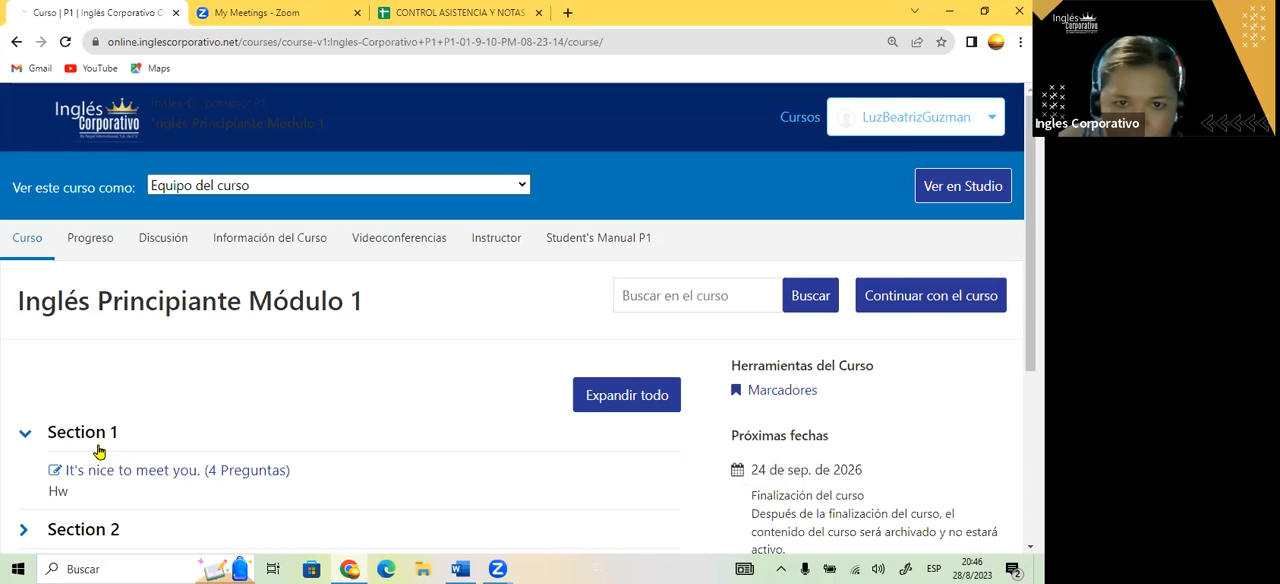 Curso | P1 | Inglés Corporativo C
My Meetings - Zoom
CONTROL ASISTENCIA Y NOTAS
online.inglescorporativo.net/courses/course-v1:Ingles-Corporativo+P1+P1-01-9-10-PM-08-23-14/course/
Gmail
YouTube
Maps
Inglés
Corporativo
Inglés Principiante Módulo 1
Cursos
LuzBeatrizGuzman
Ver este curso como:
Equipo del curso
Ver en Studio
Curso
Progreso
Discusión
Información del Curso
Videoconferencias
Instructor
Student's Manual P1
Inglés Principiante Módulo 1
Buscar en el curso
Buscar
Continuar con el curso
Expandir todo
Section 1
It's nice to meet you. (4 Preguntas)
Hw
Section 2
Herramientas del Curso
Marcadores
Próximas fechas
24 de sep. de 2026
Finalización del curso
Después de la finalización del curso, el
contenido del curso será archivado y no estará
activo.
Inglés
Corporativo
Ingles Corporativo
Buscar
ESP
20:46
28/8/2023
2